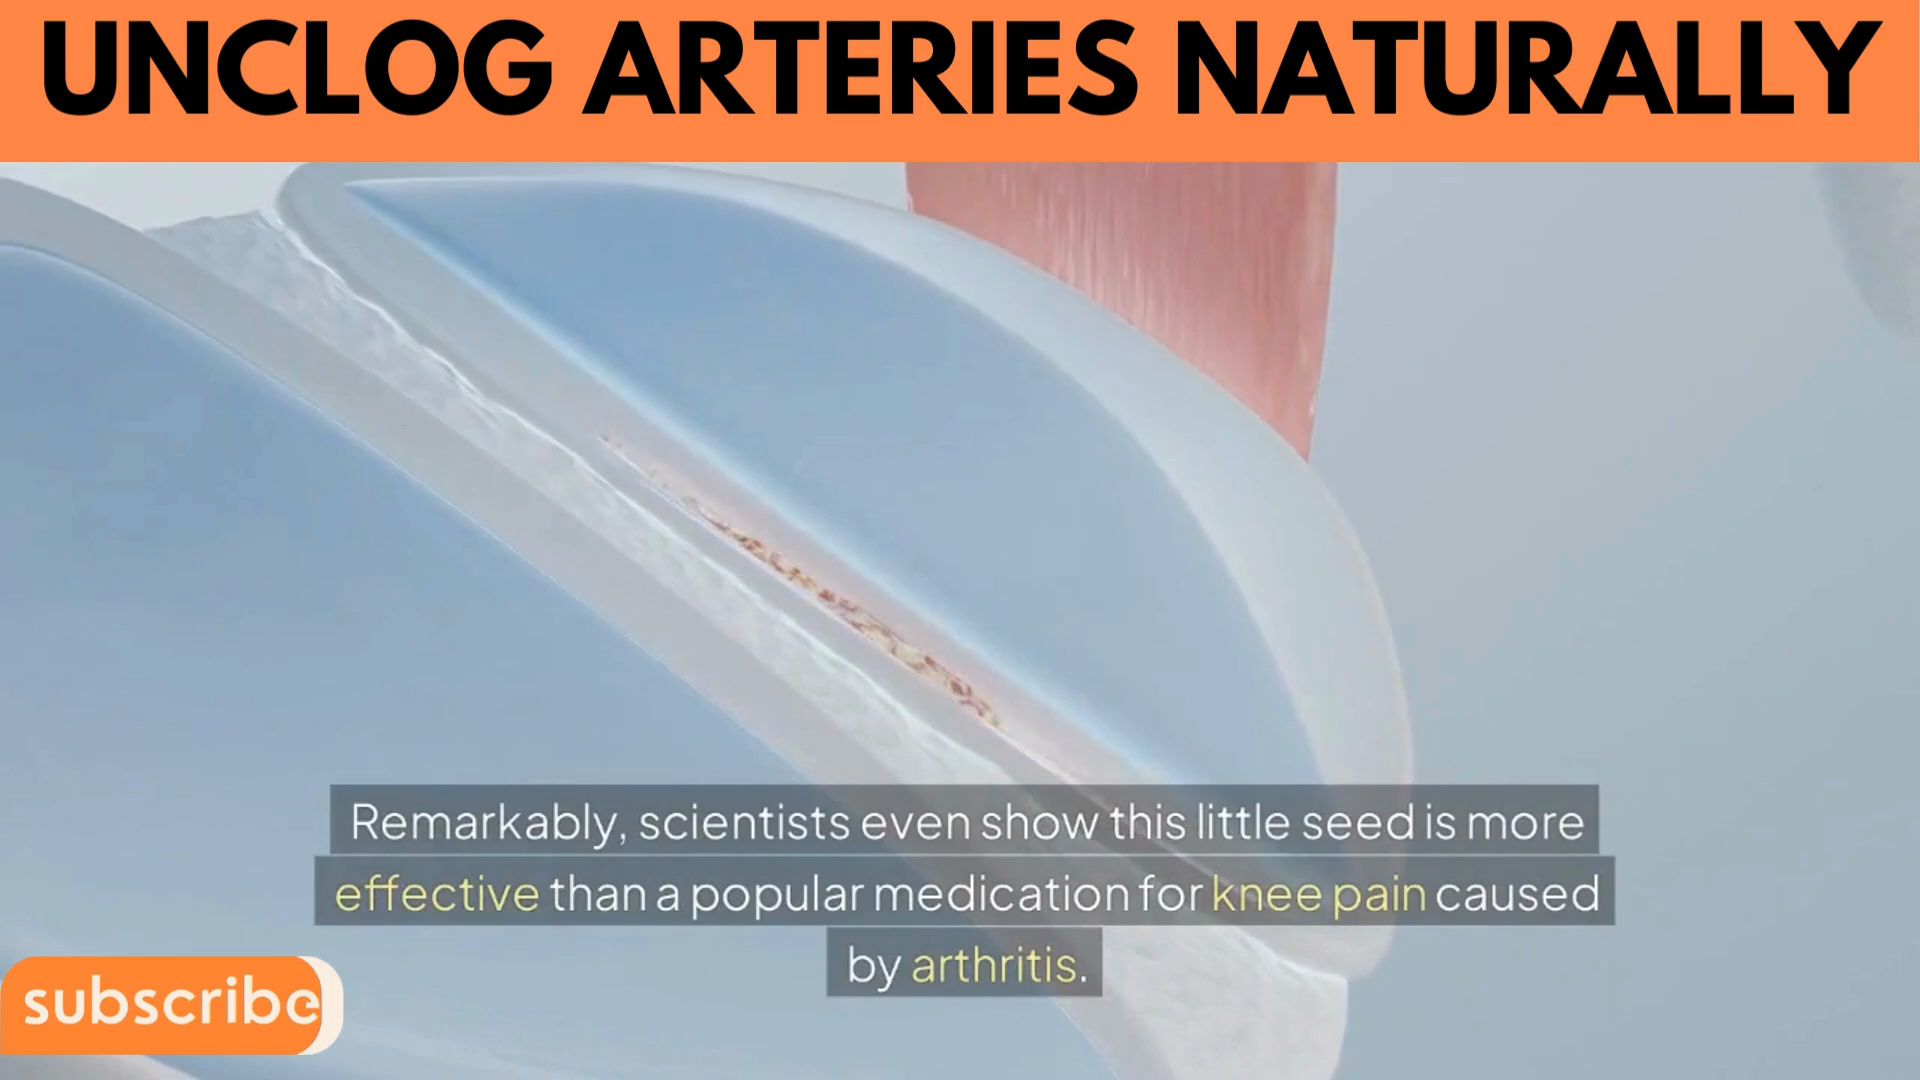 UNCLOG ARTERIES NATURALLY
Remarkably, scientists even show this little seed is more
effective than a popular medication for knee pain caused
by arthritis.
subscribe